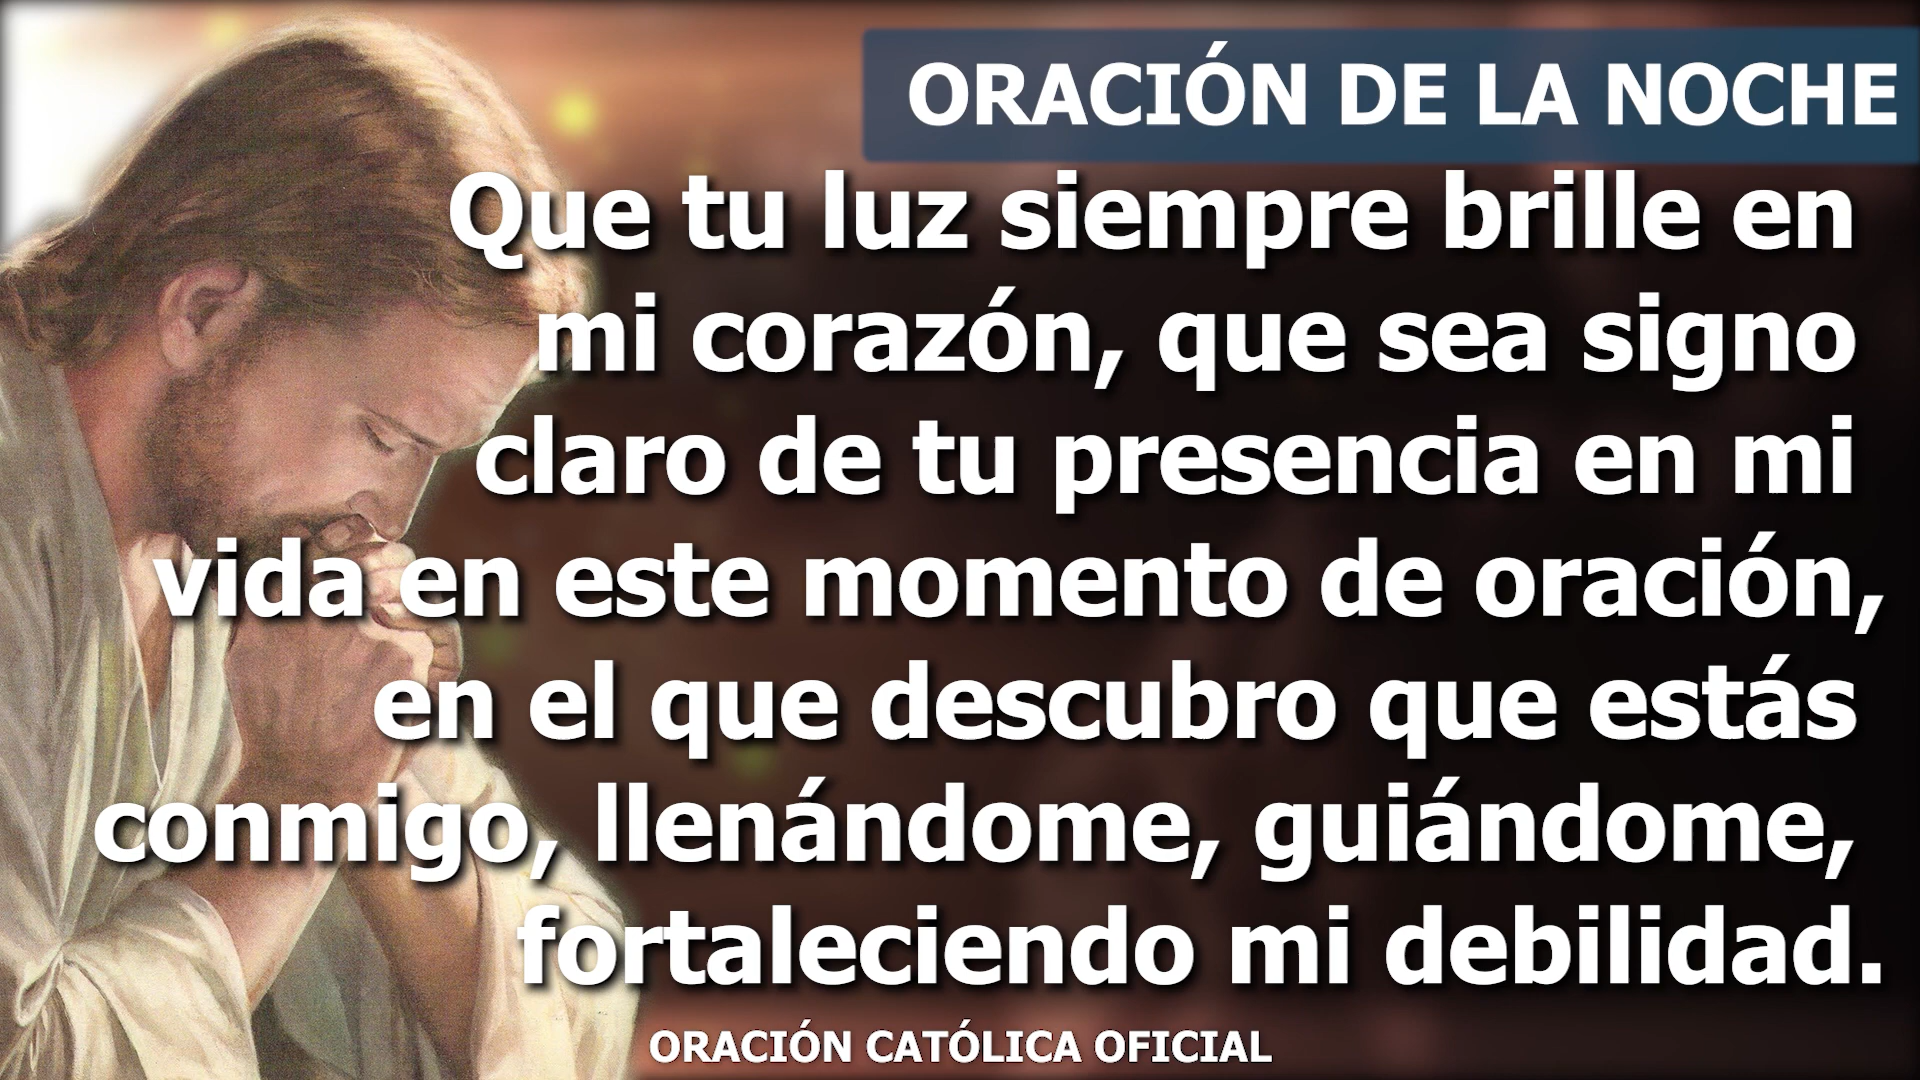 ORACIÓN DE LA NOCHE
Que tu luz siempre brille en
mi corazón, que sea signo
claro de tu presencia en mi
vida en este momento de oración,
en el que descubro que estás
conmigo, llenándome, guiándome,
fortaleciendo mi debilidad.
ORACIÓN CATÓLICA OFICIAL